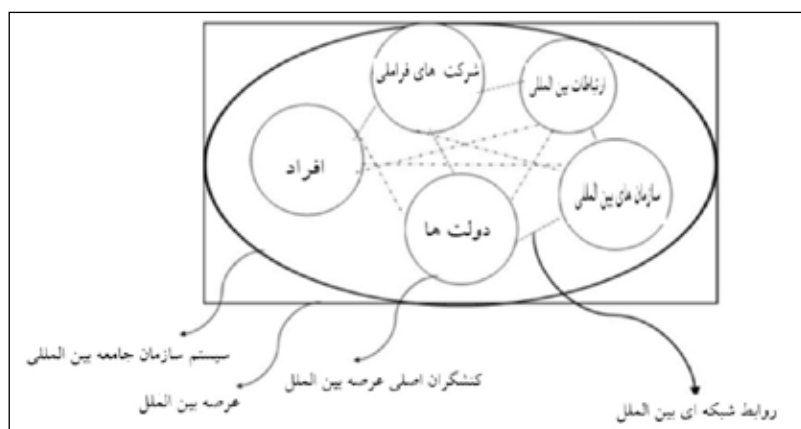 شرکت های فراملی
ارتباطات بین المللی
افراد
سازمان های بین المللی
دولت ها
سیستم سازمان جامعه بین المللی
کنشگران اصلی عرصه بین الملل
عرصه بین الملل
روابط شبکه ای بین الملل